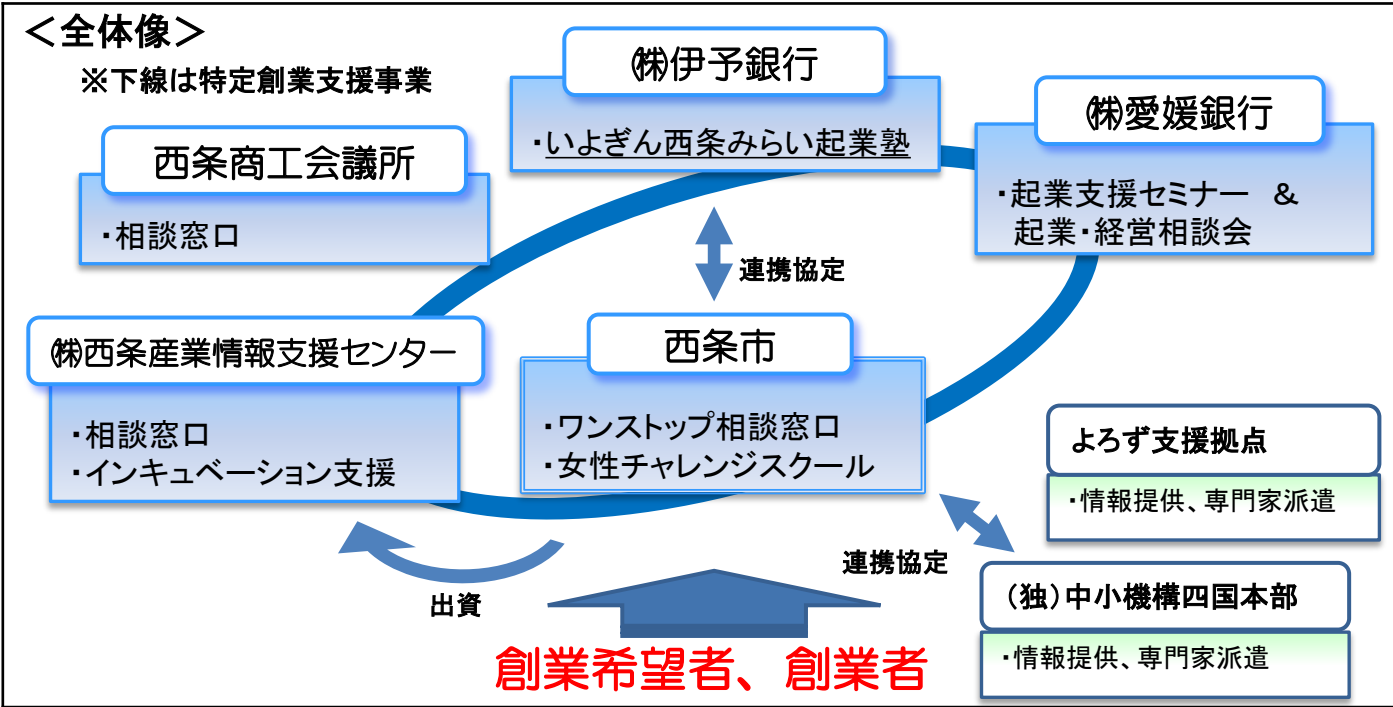 ＜全体像＞
※下線は特定創業支援事業
㈱伊予銀行
・いよぎん西条みらい起業塾
㈱愛媛銀行
・起業支援セミナー　＆
起業・経営相談会
西条商工会議所
・相談窓口
連携協定
㈱西条産業情報支援センター
・相談窓口
・インキュベーション支援
西条市
・ワンストップ相談窓口
・女性チャレンジスクール
よろず支援拠点
・情報提供、専門家派遣
連携協定
（独）中小機構四国本部
・情報提供、専門家派遣
出資
創業希望者、創業者